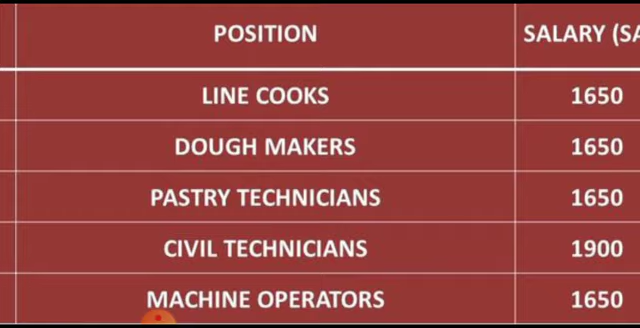 POSITION SALARY (SA
LINE COOKS 1650
DOUGH MAKERS 1650
PASTRY TECHNICIANS 1650
CIVIL TECHNICIANS 1900
MACHINE OPERATORS 1650